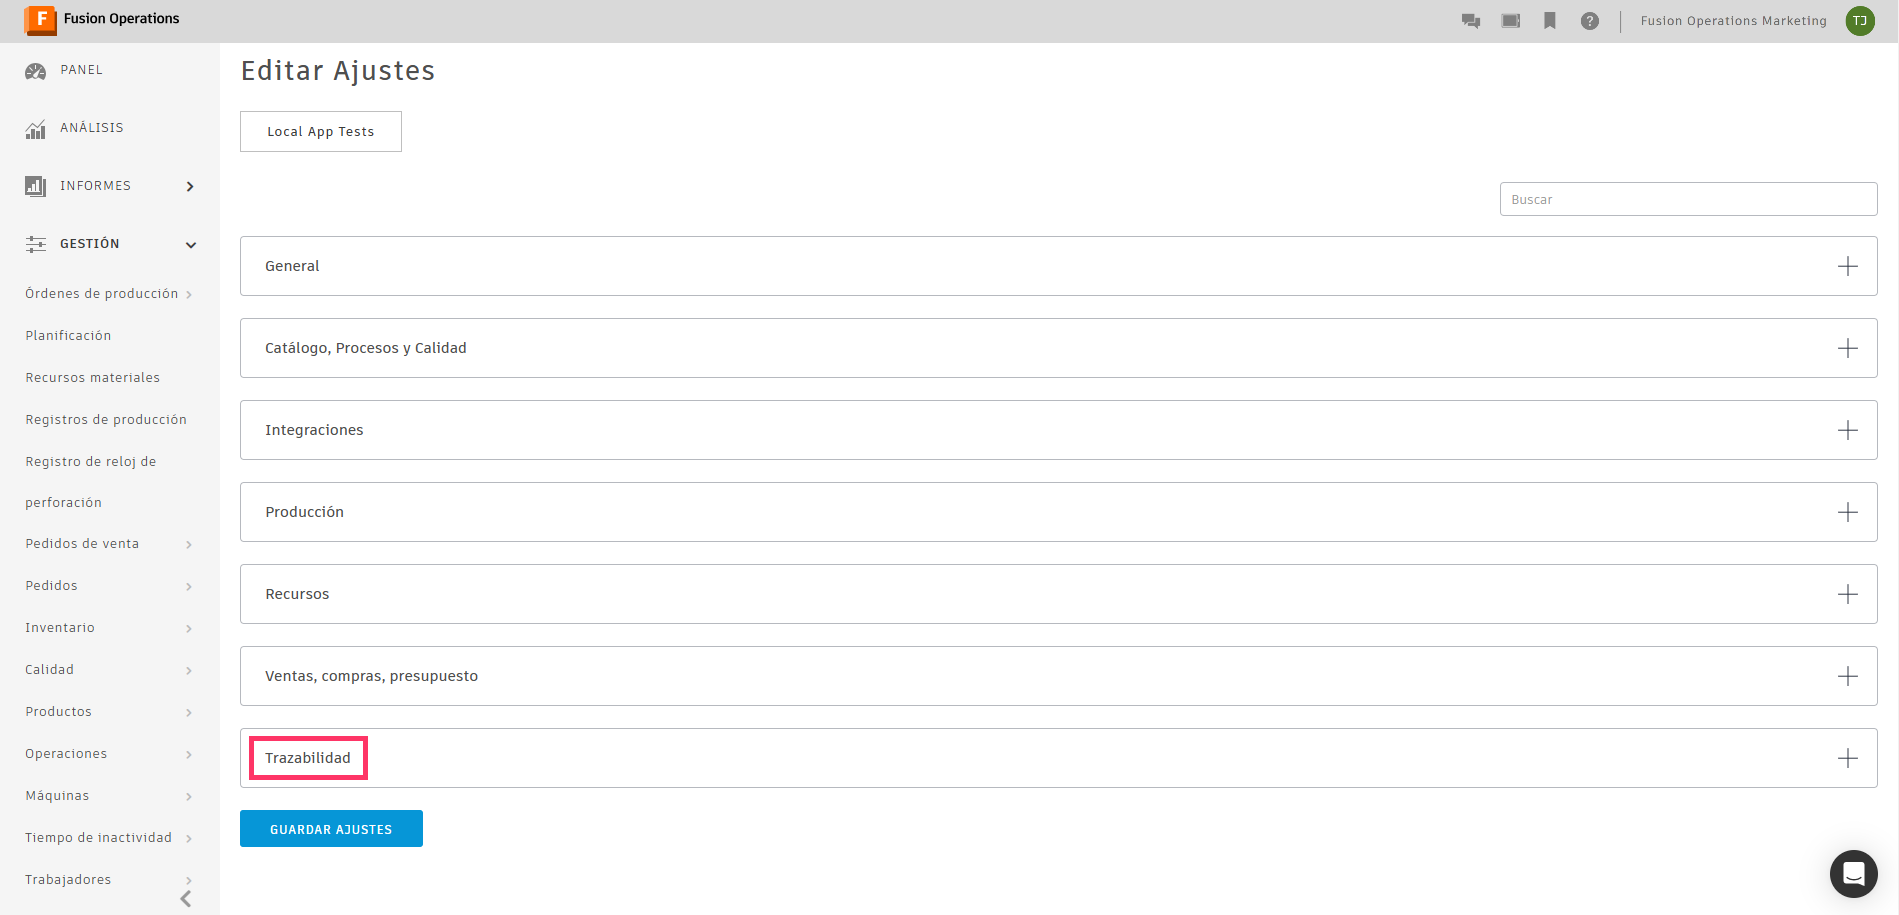 F Fusion Operations
Fusion Operations Marketing
TJ
PANEL
ANÁLISIS
INFORMES
GESTIÓN
Órdenes de producción
Planificación
Recursos materiales
Registros de producción
Registro de reloj de
perforación
Pedidos de venta
Pedidos
Inventario
Calidad
Productos
Operaciones
Máquinas
Tiempo de inactividad
Trabajadores
Editar Ajustes
Local App Tests
Buscar
General
Catálogo, Procesos y Calidad
Integraciones
Producción
Recursos
Ventas, compras, presupuesto
Trazabilidad
GUARDAR AJUSTES